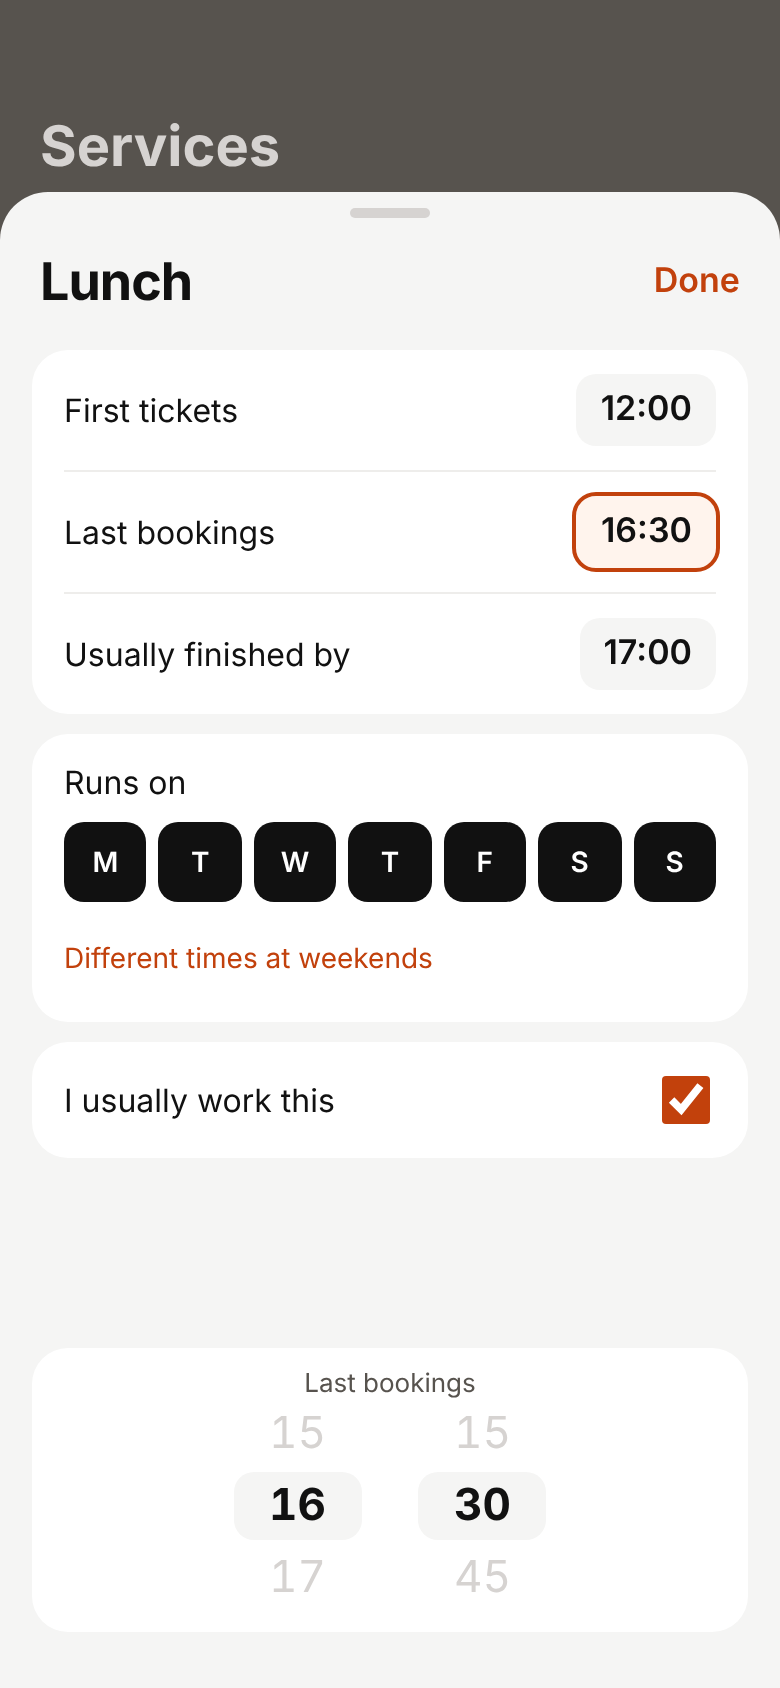 Services
Lunch
Done
First tickets
12:00
Last bookings
16:30
Usually finished by
17:00
Runs on
M T W T F S S
Different times at weekends
I usually work this
Last bookings
15 15
16 30
17 45